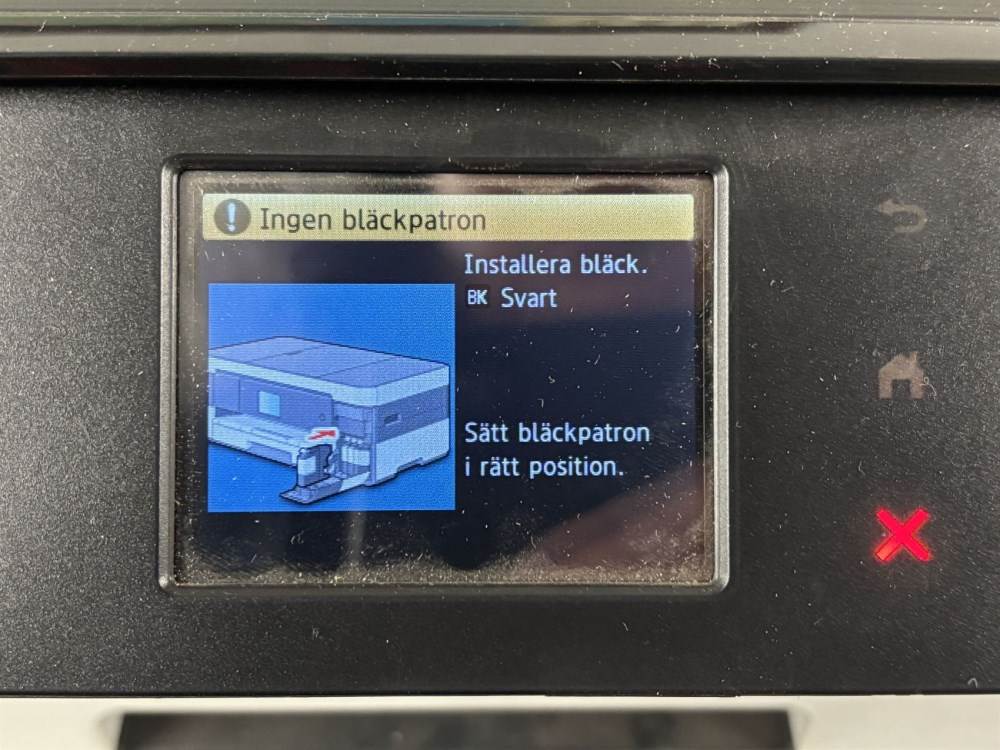 Ingen bläckpatron
Installera bläck.
BK Svart
Sätt bläckpatron
i rätt position.